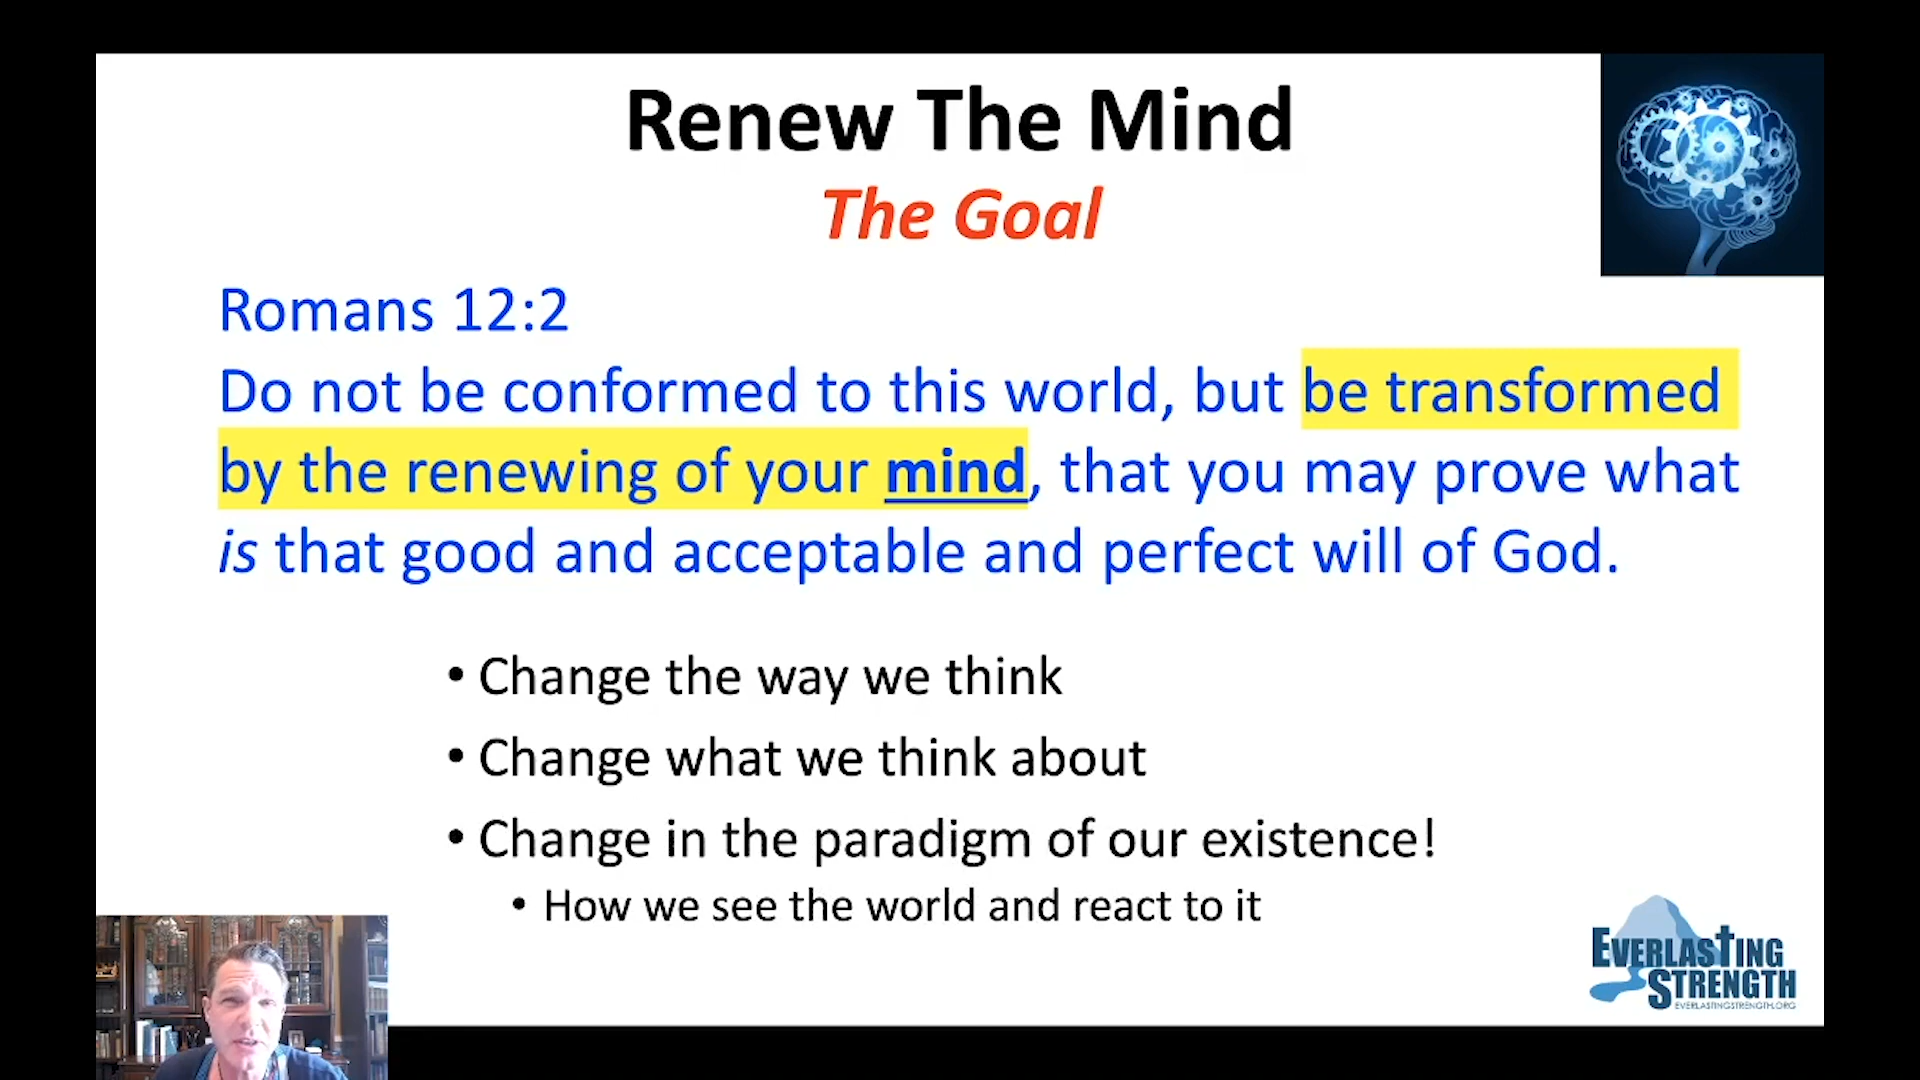 Renew The Mind
The Goal
Romans 12:2
Do not be conformed to this world, but be transformed
by the renewing of your mind, that you may prove what
is that good and acceptable and perfect will of God.
• Change the way we think
• Change what we think about
• Change in the paradigm of our existence!
• How we see the world and react to it
EVERLASTING
STRENGTH
EVERLASTINGSTRENGTH.ORG